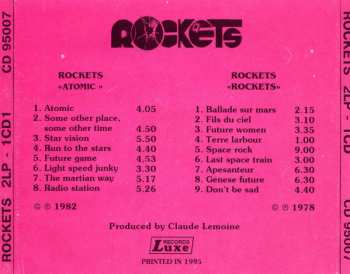 ROCKETS
ROCKETS
«ATOMIC »
1. Atomic 4.05
2. Some other place,
some other time 4.50
3. Star vision 5.50
4. Run to the stars 4.40
5. Future game 4.53
6. Light speed junky 3.30
7. The martian way 5.17
8. Radio station 5.26
© ℗ 1982
ROCKETS
«ROCKETS»
1. Ballade sur mars 2.15
2. Fils du ciel 3.10
3. Future women 3.35
4. Terre larbour 1.00
5. Space rock 9.00
6. Last space train 3.00
7. Apesanteur 6.30
8. Genese future 6.30
9. Don't be sad 4.40
© ℗ 1978
Produced by Claude Lemoine
RECORDS
Luxe
PRINTED IN 1995
ROCKETS 2LP - 1CD1 CD 95007
ROCKETS 2LP - 1CD CD 95007